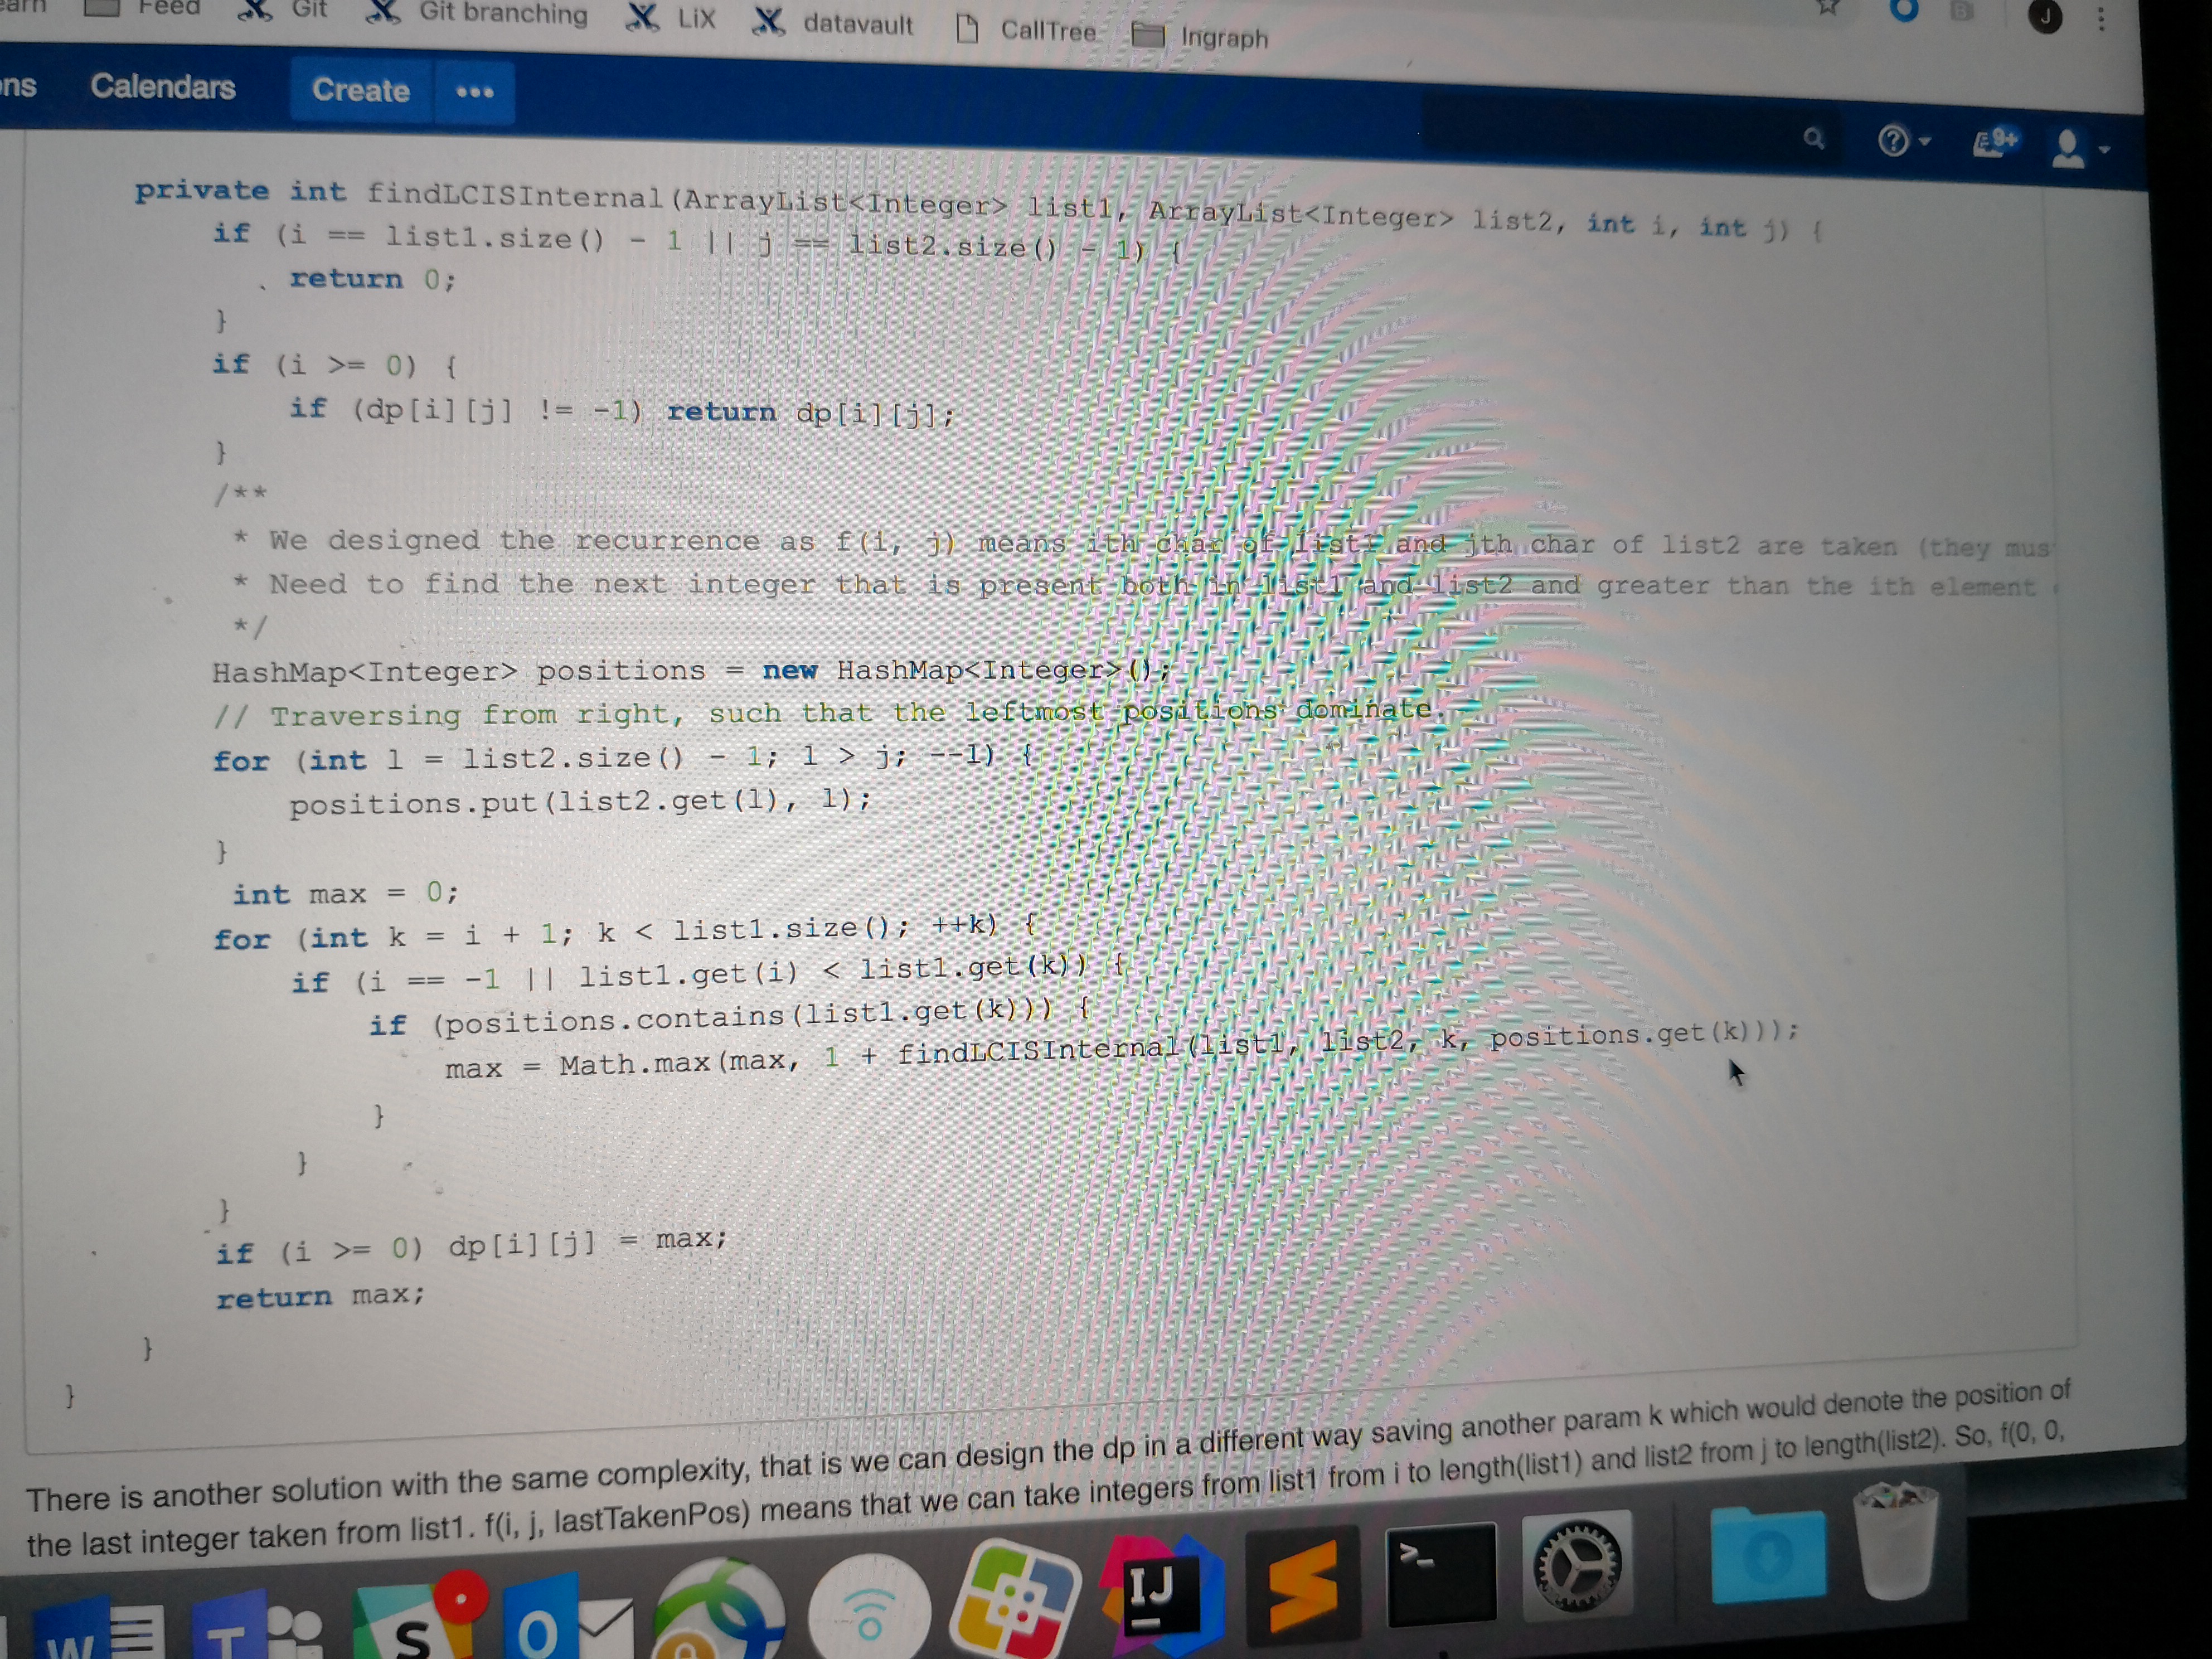 Feed Git Git branching LiX datavault CallTree Ingraph J
Calendars Create •••
? 9+
private int findLCISInternal(ArrayList<Integer> list1, ArrayList<Integer> list2, int i, int j) {
if (i == list1.size() - 1 || j == list2.size() - 1) {
return 0;
}
if (i >= 0) {
if (dp[i][j] != -1) return dp[i][j];
}
/**
* We designed the recurrence as f(i, j) means ith char of list1 and jth char of list2 are taken (they mus
* Need to find the next integer that is present both in list1 and list2 and greater than the ith element
*/
HashMap<Integer> positions = new HashMap<Integer>();
// Traversing from right, such that the leftmost positions dominate.
for (int l = list2.size() - 1; l > j; --l) {
positions.put(list2.get(l), l);
}
int max = 0;
for (int k = i + 1; k < list1.size(); ++k) {
if (i == -1 || list1.get(i) < list1.get(k)) {
if (positions.contains(list1.get(k))) {
max = Math.max(max, 1 + findLCISInternal(list1, list2, k, positions.get(k)));
}
}
}
if (i >= 0) dp[i][j] = max;
return max;
}
}
There is another solution with the same complexity, that is we can design the dp in a different way saving another param k which would denote the position of
the last integer taken from list1. f(i, j, lastTakenPos) means that we can take integers from list1 from i to length(list1) and list2 from j to length(list2). So, f(0, 0,
W T S O IJ >_